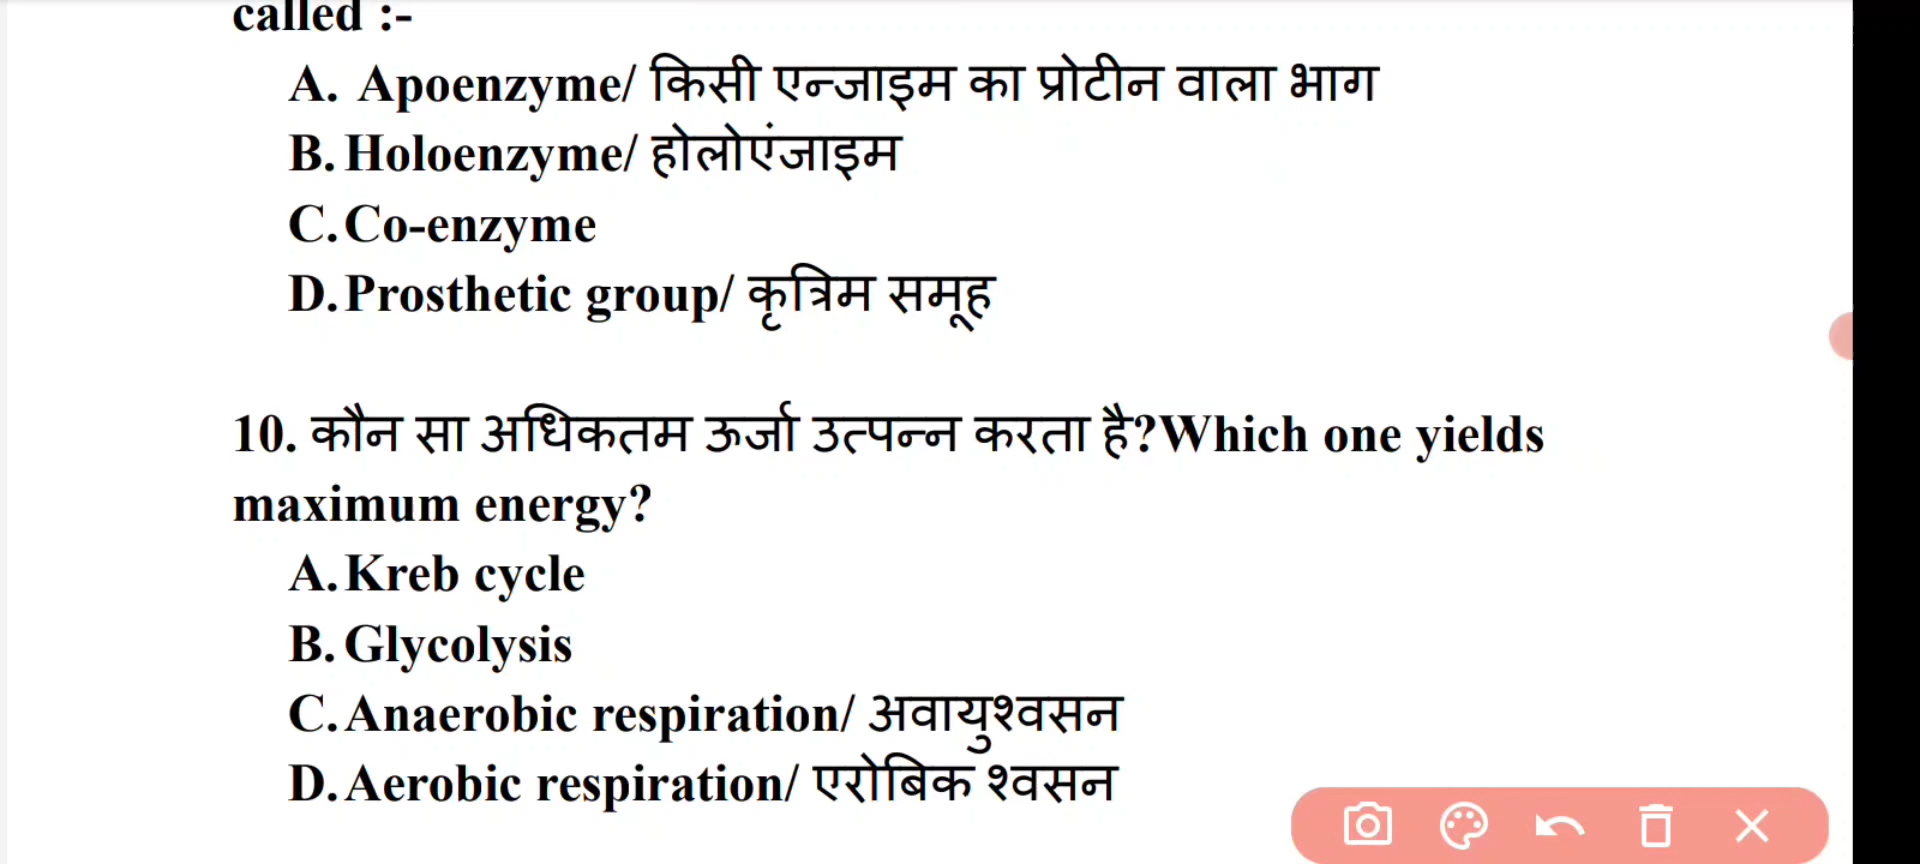 called :-
A. Apoenzyme/ किसी एन्जाइम का प्रोटीन वाला भाग
B. Holoenzyme/ होलोएंजाइम
C. Co-enzyme
D. Prosthetic group/ कृत्रिम समूह
10. कौन सा अधिकतम ऊर्जा उत्पन्न करता है?Which one yields
maximum energy?
A. Kreb cycle
B. Glycolysis
C. Anaerobic respiration/ अवायुश्वसन
D. Aerobic respiration/ एरोबिक श्वसन